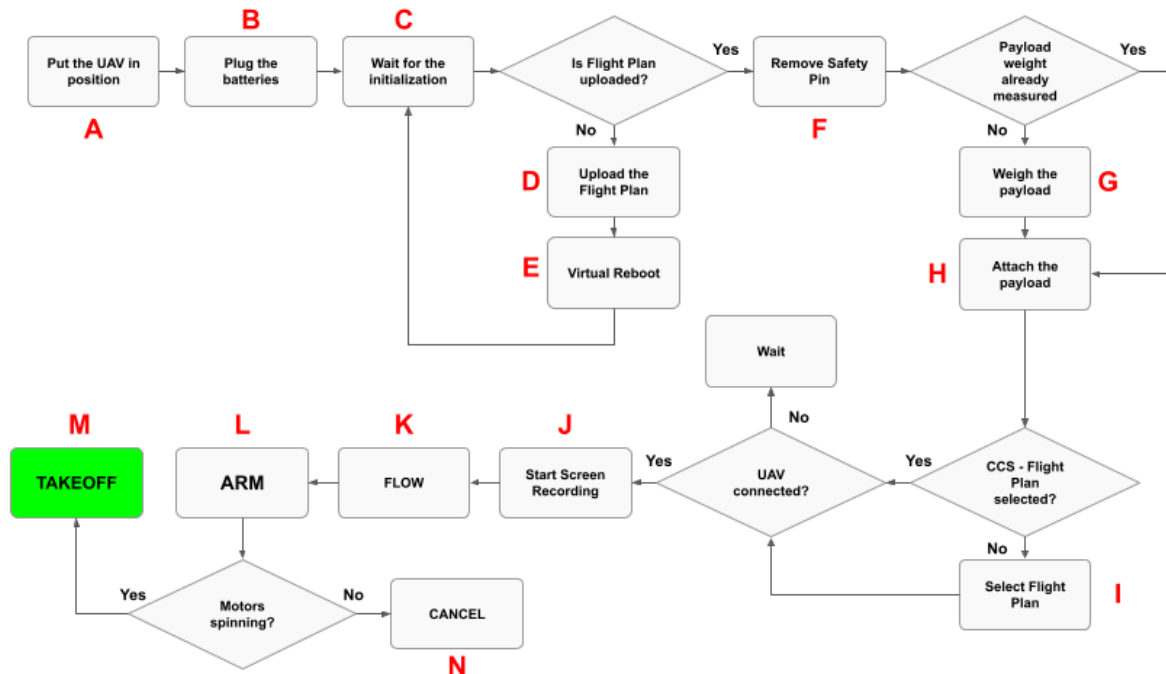 B
C
Put the UAV in
position
Plug the
batteries
Wait for the
initialization
Is Flight Plan
uploaded?
Yes
Remove Safety
Pin
Payload
weight
already
measured
Yes
A
F
No
No
D
Upload the
Flight Plan
Weigh the
payload
G
E
Virtual Reboot
H
Attach the
payload
Wait
No
M
L
K
J
TAKEOFF
ARM
FLOW
Start Screen
Recording
Yes
UAV
connected?
Yes
CCS - Flight
Plan
selected?
No
Select Flight
Plan
I
Yes
Motors
spinning?
No
CANCEL
N